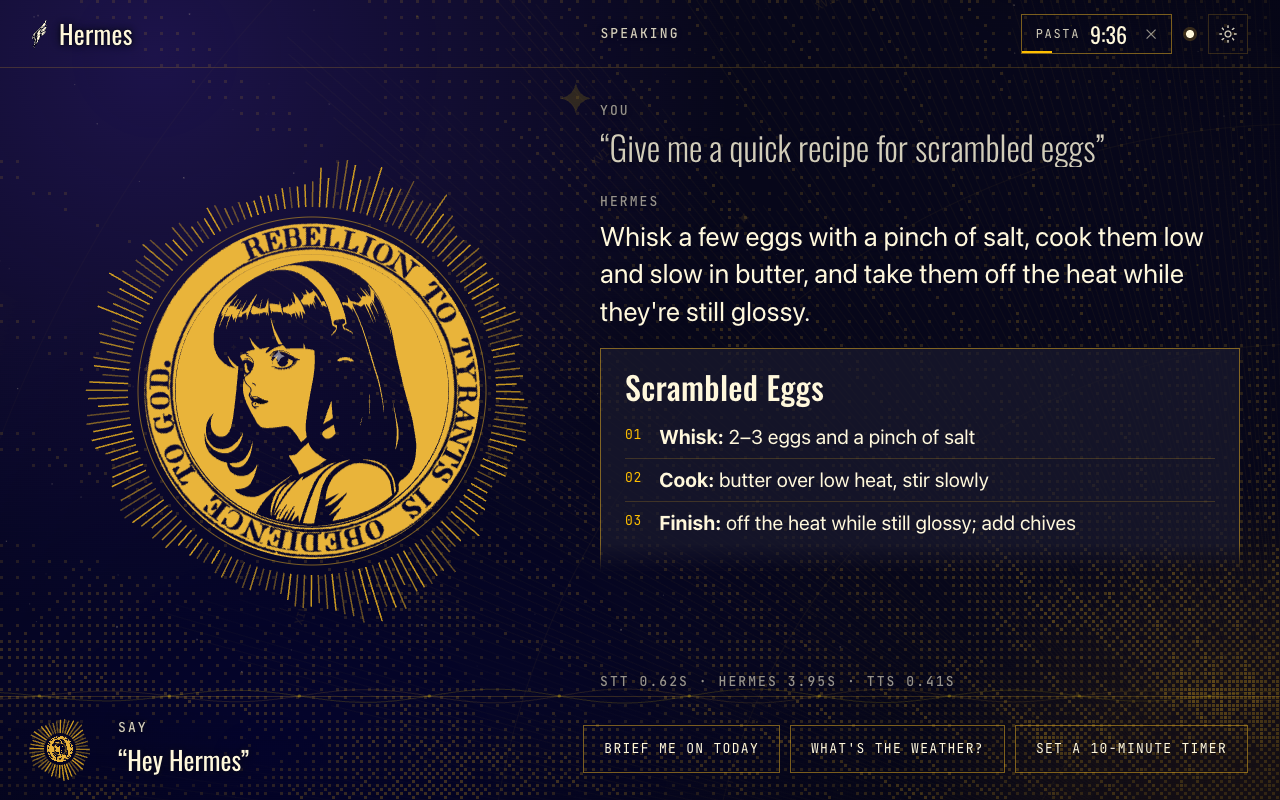 Hermes
SPEAKING
PASTA 9:36
YOU
“Give me a quick recipe for scrambled eggs”
HERMES
Whisk a few eggs with a pinch of salt, cook them low
and slow in butter, and take them off the heat while
they're still glossy.
REBELLION TO TYRANTS IS OBEDIENCE TO GOD.
Scrambled Eggs
01 Whisk: 2–3 eggs and a pinch of salt
02 Cook: butter over low heat, stir slowly
03 Finish: off the heat while still glossy; add chives
STT 0.62S · HERMES 3.95S · TTS 0.41S
SAY
“Hey Hermes”
BRIEF ME ON TODAY
WHAT'S THE WEATHER?
SET A 10-MINUTE TIMER